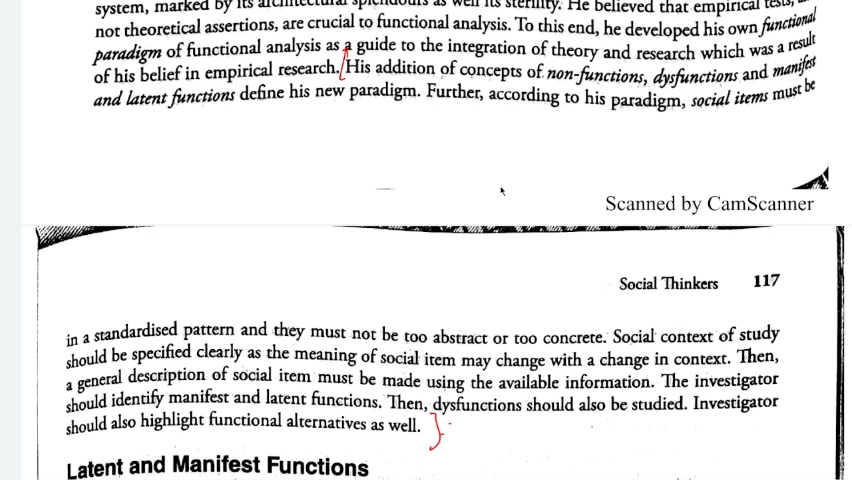 system, marked by its architectural splendours as well its sterility. He believed that empirical tests,
not theoretical assertions, are crucial to functional analysis. To this end, he developed his own functional
paradigm of functional analysis as a guide to the integration of theory and research which was a result
of his belief in empirical research. His addition of concepts of non-functions, dysfunctions and manifest
and latent functions define his new paradigm. Further, according to his paradigm, social items must be
Scanned by CamScanner
Social Thinkers 117
in a standardised pattern and they must not be too abstract or too concrete. Social context of study
should be specified clearly as the meaning of social item may change with a change in context. Then,
a general description of social item must be made using the available information. The investigator
should identify manifest and latent functions. Then, dysfunctions should also be studied. Investigator
should also highlight functional alternatives as well.
Latent and Manifest Functions